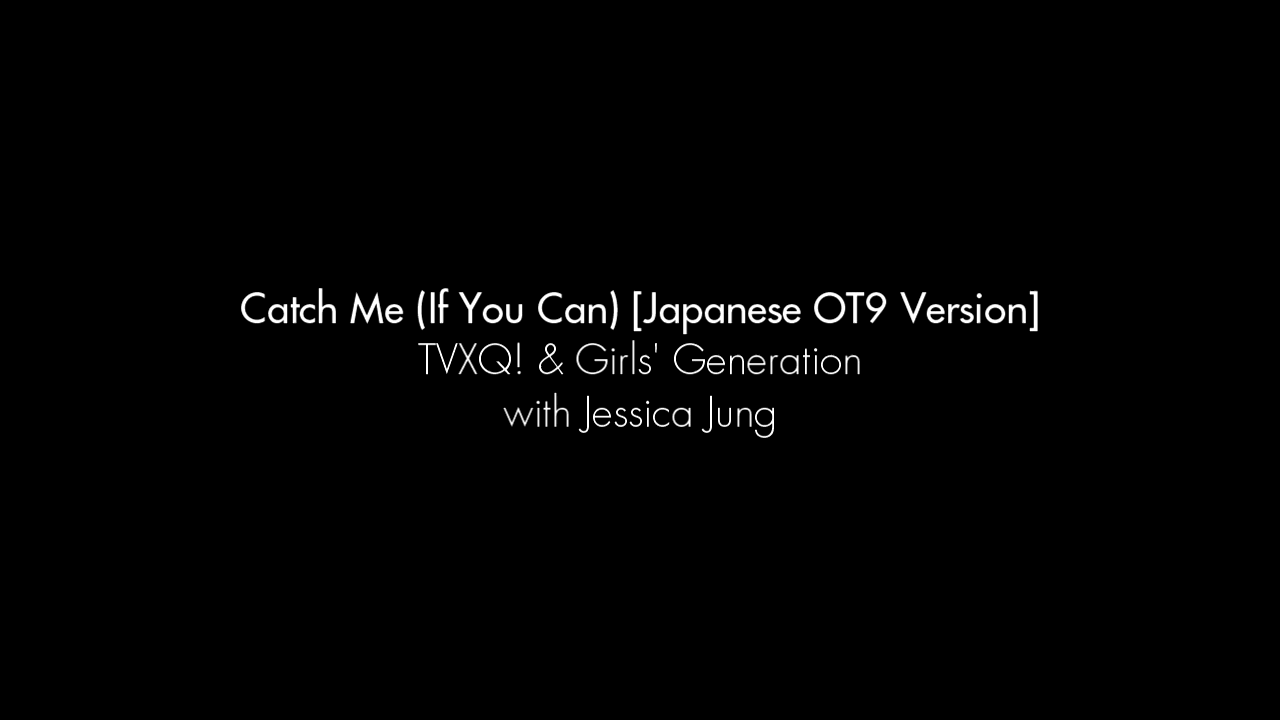 Catch Me (If You Can) [Japanese OT9 Version]
TVXQ! & Girls' Generation
with Jessica Jung